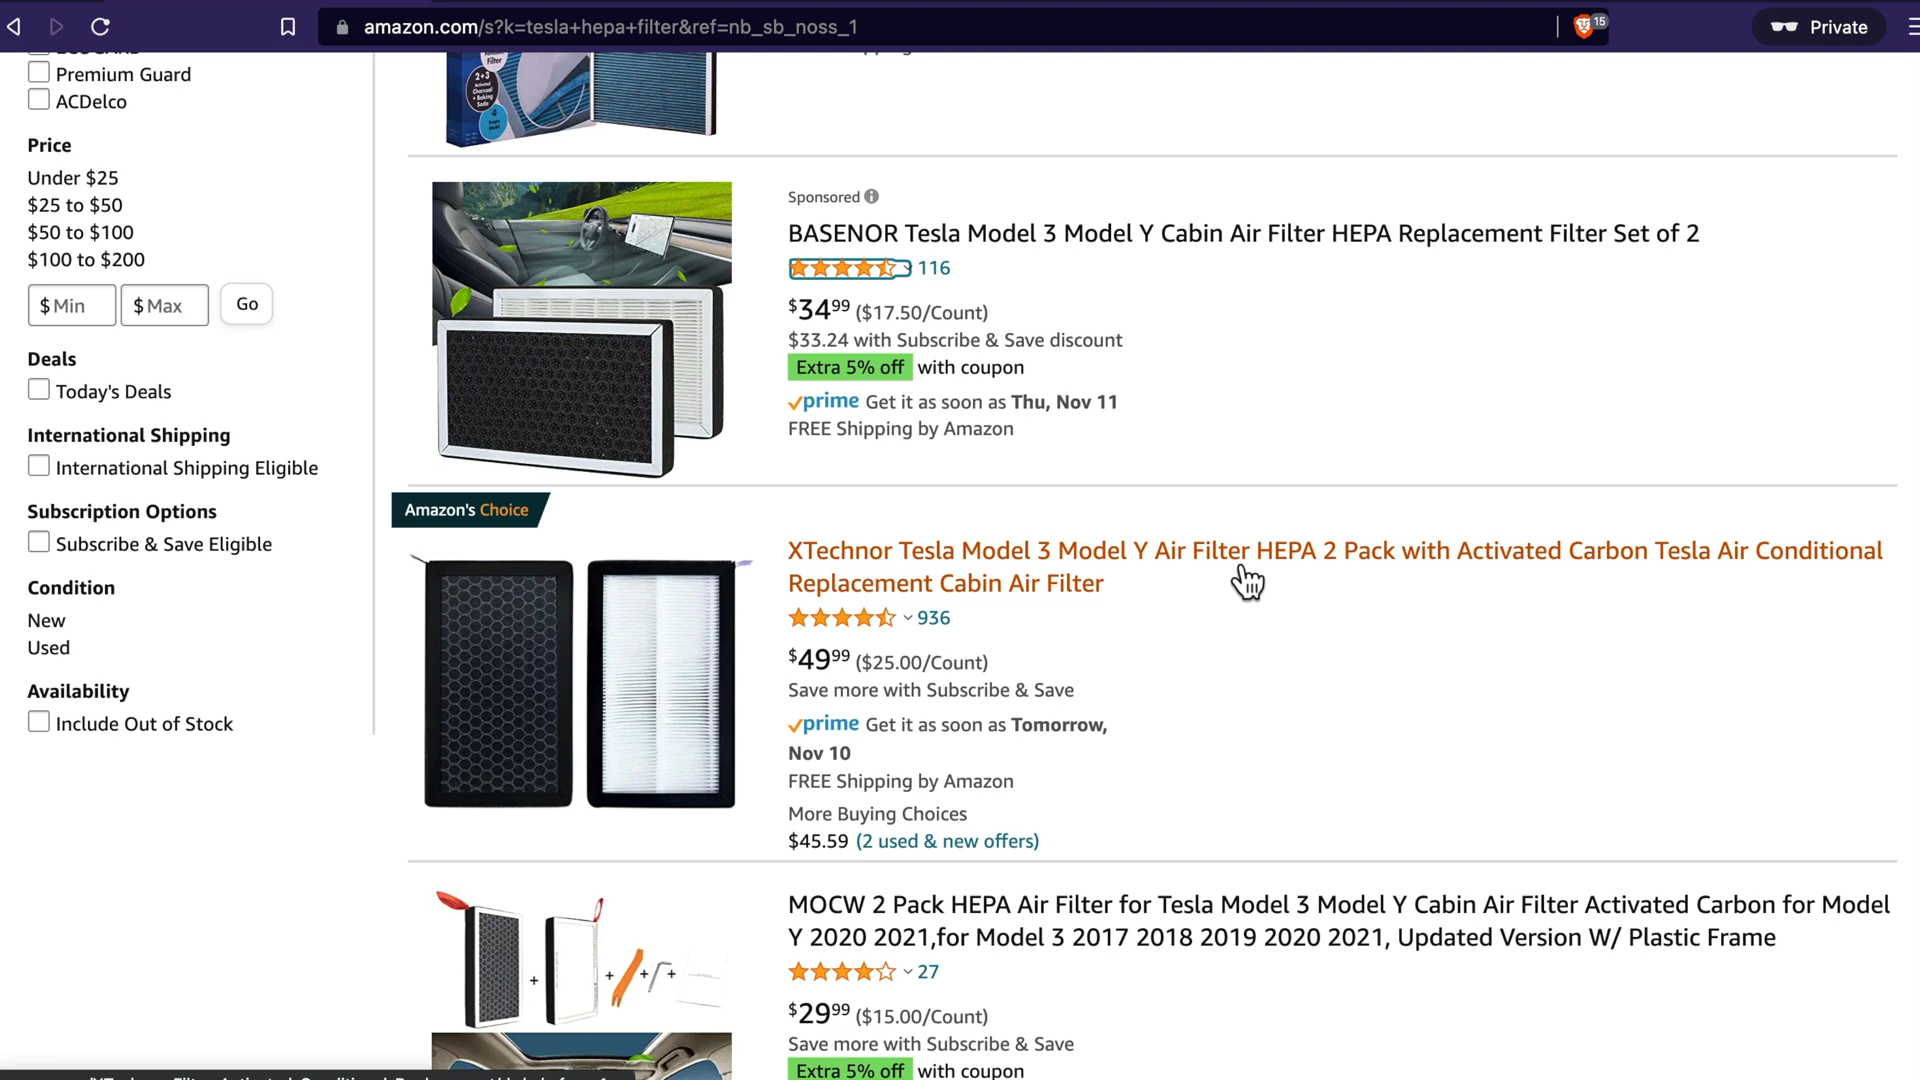 amazon.com/s?k=tesla+hepa+filter&ref=nb_sb_noss_1
15
Private
Premium Guard
ACDelco
Price
Under $25
$25 to $50
$50 to $100
$100 to $200
$ Min
$ Max
Go
Deals
Today's Deals
International Shipping
International Shipping Eligible
Subscription Options
Subscribe & Save Eligible
Condition
New
Used
Availability
Include Out of Stock
Filter
2+3
Activated
Charcoal
+ Baking
Soda
Sponsored
BASENOR Tesla Model 3 Model Y Cabin Air Filter HEPA Replacement Filter Set of 2
116
$34.99 ($17.50/Count)
$33.24 with Subscribe & Save discount
Extra 5% off with coupon
prime Get it as soon as Thu, Nov 11
FREE Shipping by Amazon
Amazon's Choice
XTechnor Tesla Model 3 Model Y Air Filter HEPA 2 Pack with Activated Carbon Tesla Air Conditional
Replacement Cabin Air Filter
936
$49.99 ($25.00/Count)
Save more with Subscribe & Save
prime Get it as soon as Tomorrow,
Nov 10
FREE Shipping by Amazon
More Buying Choices
$45.59 (2 used & new offers)
MOCW 2 Pack HEPA Air Filter for Tesla Model 3 Model Y Cabin Air Filter Activated Carbon for Model
Y 2020 2021,for Model 3 2017 2018 2019 2020 2021, Updated Version W/ Plastic Frame
27
$29.99 ($15.00/Count)
Save more with Subscribe & Save
Extra 5% off with coupon